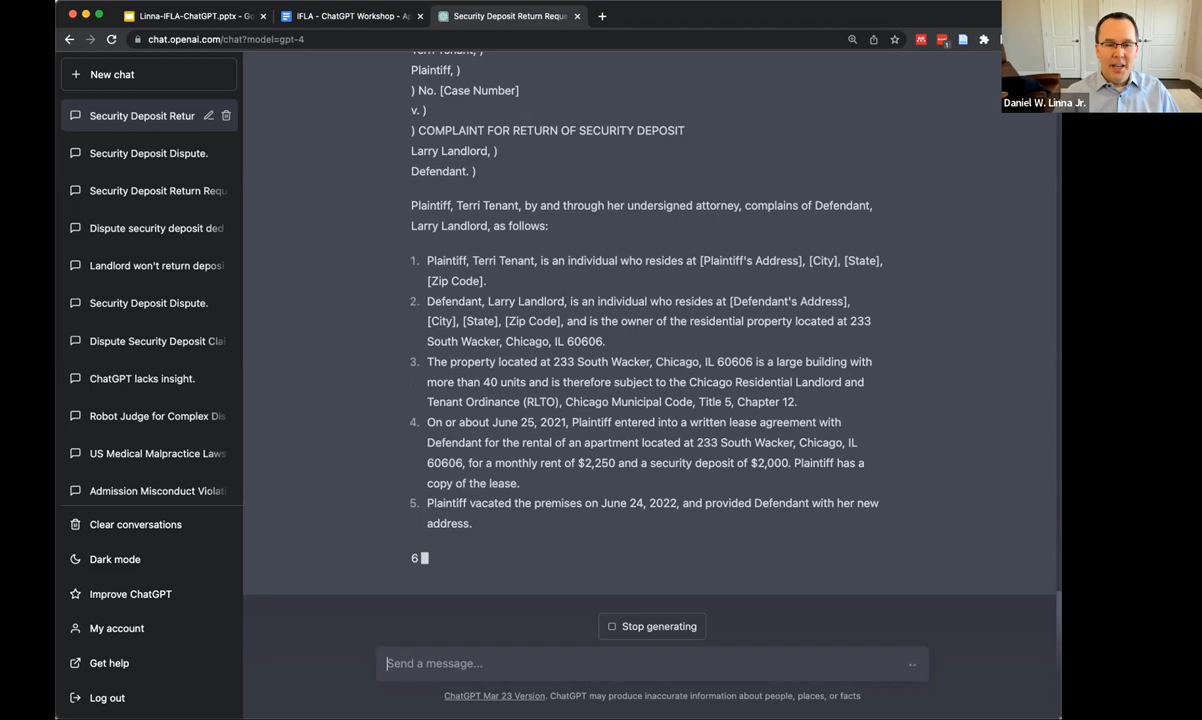 Linna-IFLA-ChatGPT.pptx - Go
IFLA - ChatGPT Workshop - Ap
Security Deposit Return Reque
chat.openai.com/chat?model=gpt-4
1
Daniel W. Linna Jr.
New chat
Security Deposit Retur
Security Deposit Dispute.
Security Deposit Return Requ
Dispute security deposit ded
Landlord won't return deposi
Security Deposit Dispute.
Dispute Security Deposit Clai
ChatGPT lacks insight.
Robot Judge for Complex Dis
US Medical Malpractice Laws
Admission Misconduct Violati
Clear conversations
Dark mode
Improve ChatGPT
My account
Get help
Log out
Terri Tenant, )
Plaintiff, )
) No. [Case Number]
v. )
) COMPLAINT FOR RETURN OF SECURITY DEPOSIT
Larry Landlord, )
Defendant. )
Plaintiff, Terri Tenant, by and through her undersigned attorney, complains of Defendant,
Larry Landlord, as follows:
1. Plaintiff, Terri Tenant, is an individual who resides at [Plaintiff's Address], [City], [State],
[Zip Code].
2. Defendant, Larry Landlord, is an individual who resides at [Defendant's Address],
[City], [State], [Zip Code], and is the owner of the residential property located at 233
South Wacker, Chicago, IL 60606.
3. The property located at 233 South Wacker, Chicago, IL 60606 is a large building with
more than 40 units and is therefore subject to the Chicago Residential Landlord and
Tenant Ordinance (RLTO), Chicago Municipal Code, Title 5, Chapter 12.
4. On or about June 25, 2021, Plaintiff entered into a written lease agreement with
Defendant for the rental of an apartment located at 233 South Wacker, Chicago, IL
60606, for a monthly rent of $2,250 and a security deposit of $2,000. Plaintiff has a
copy of the lease.
5. Plaintiff vacated the premises on June 24, 2022, and provided Defendant with her new
address.
6
Stop generating
Send a message...
ChatGPT Mar 23 Version. ChatGPT may produce inaccurate information about people, places, or facts